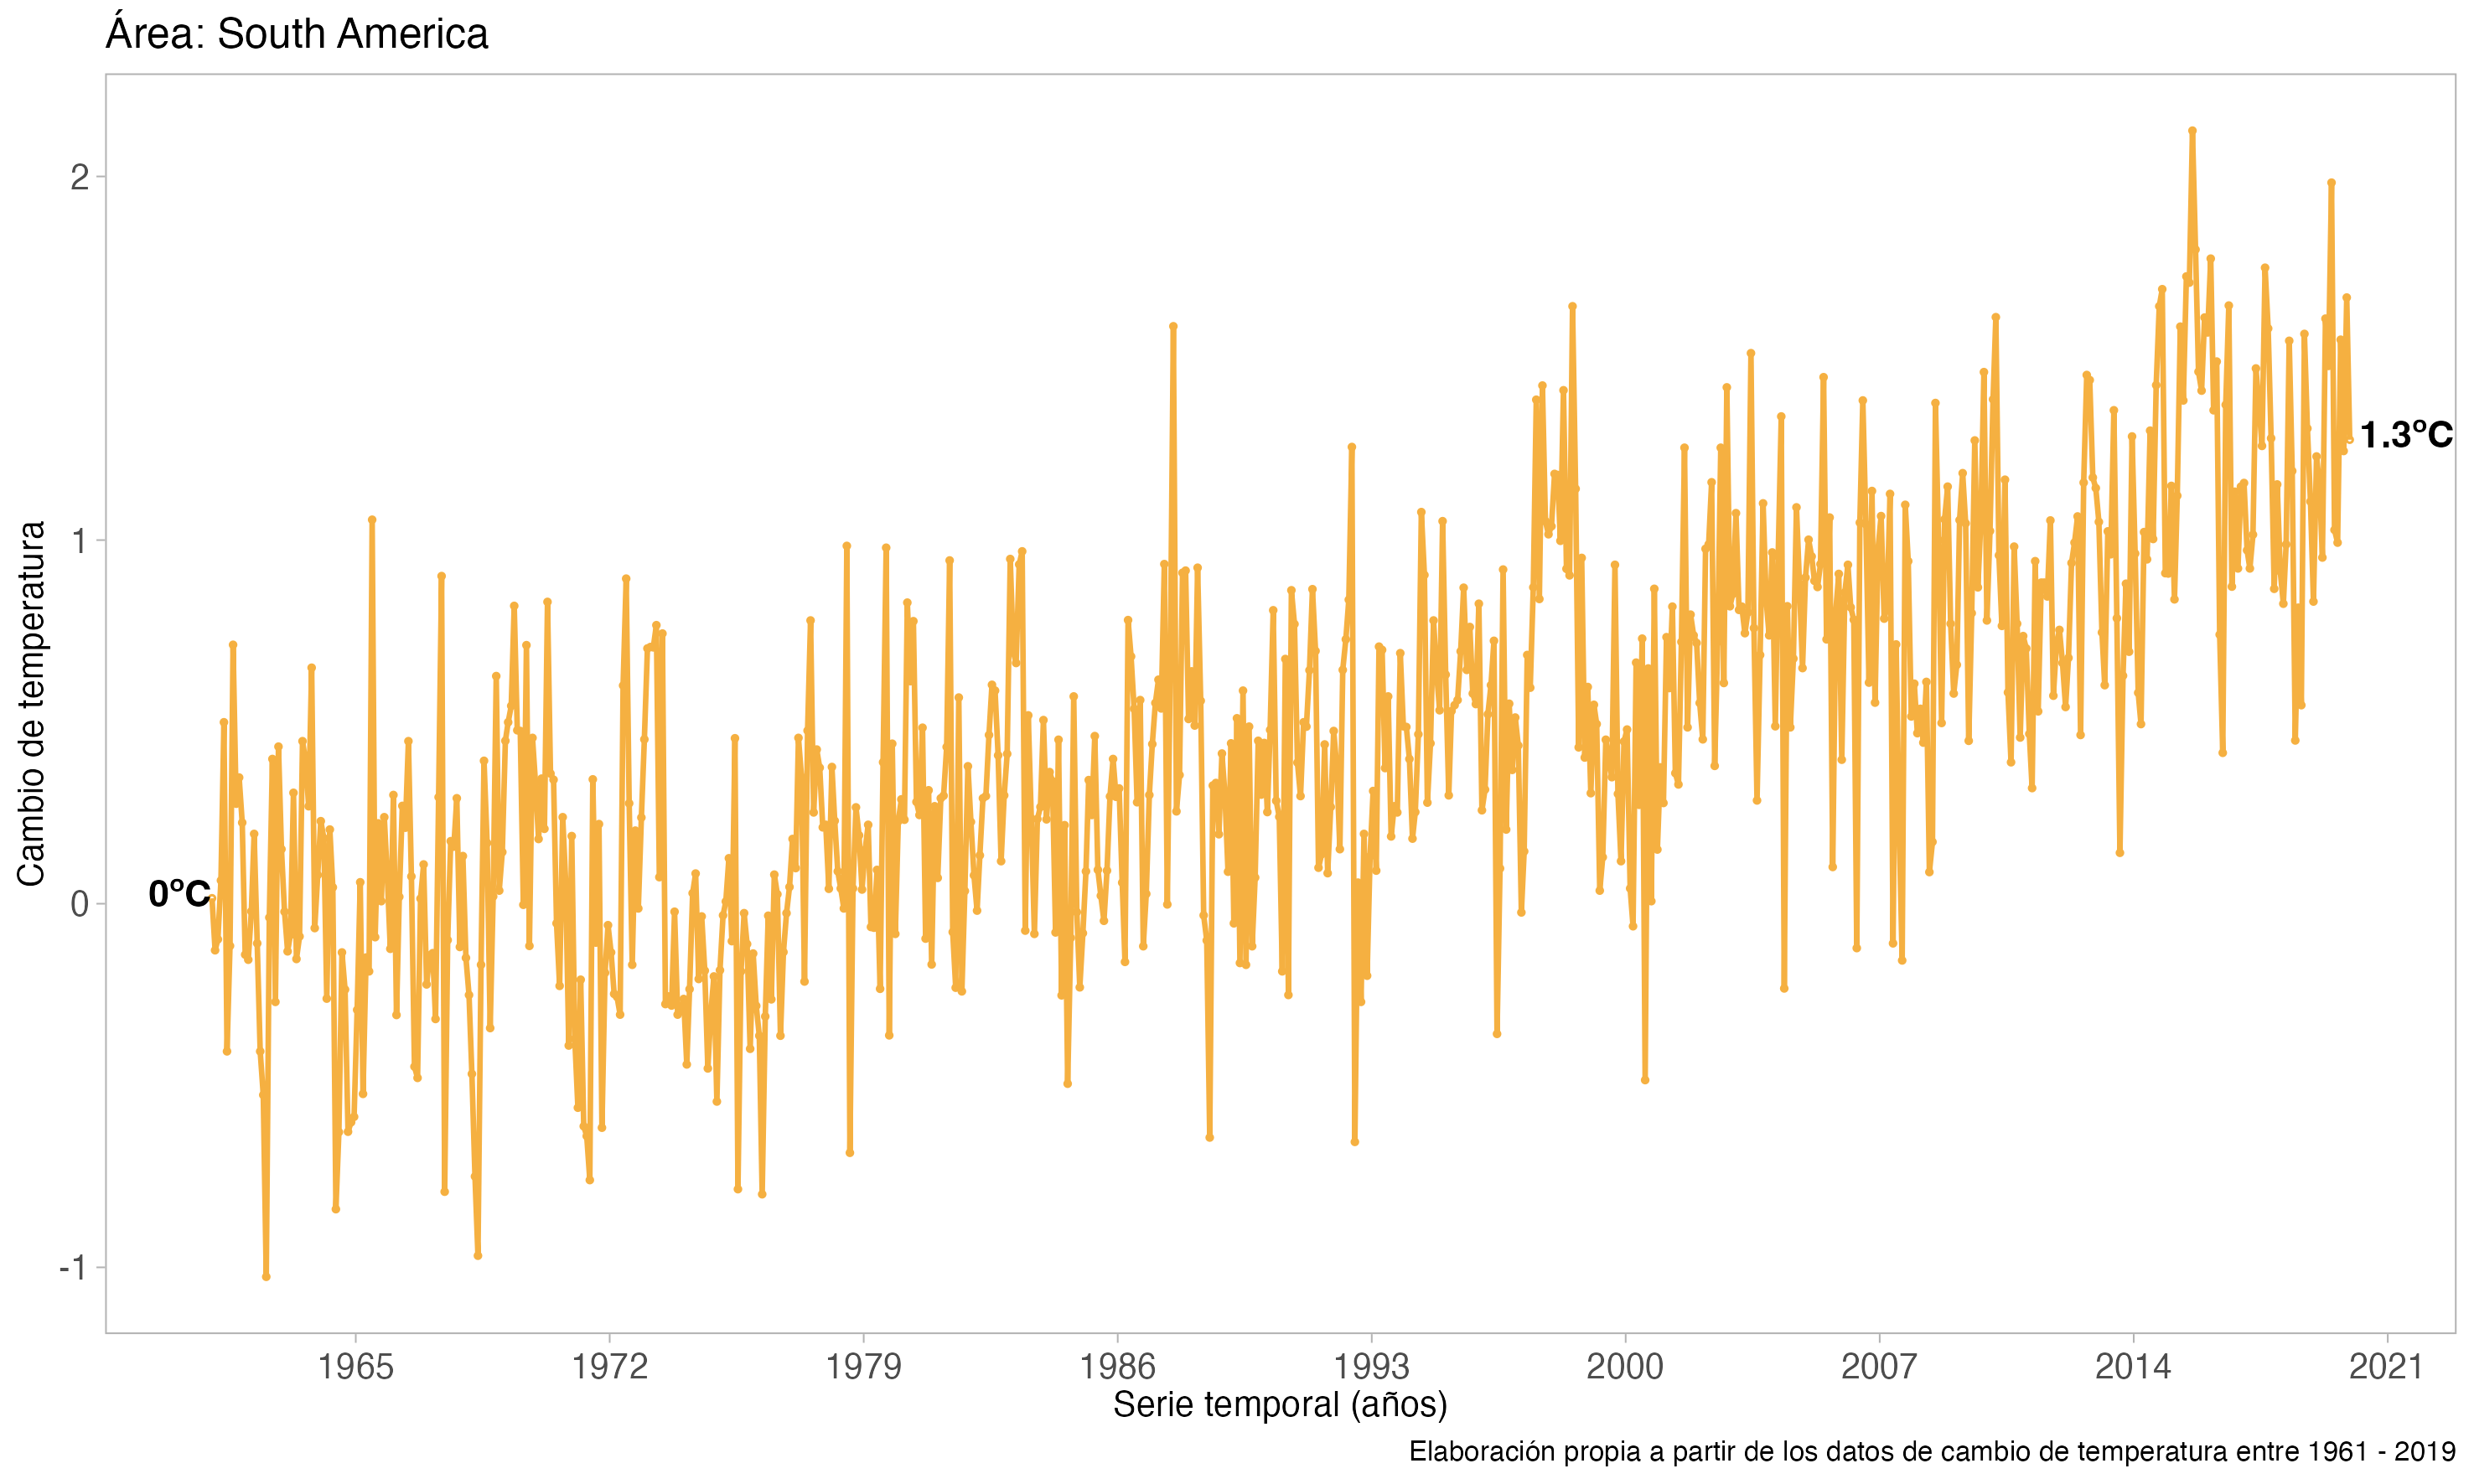 Área: South America
Cambio de temperatura
2
1
0
-1
0ºC
1.3ºC
1965 1972 1979 1986 1993 2000 2007 2014 2021
Serie temporal (años)
Elaboración propia a partir de los datos de cambio de temperatura entre 1961 - 2019